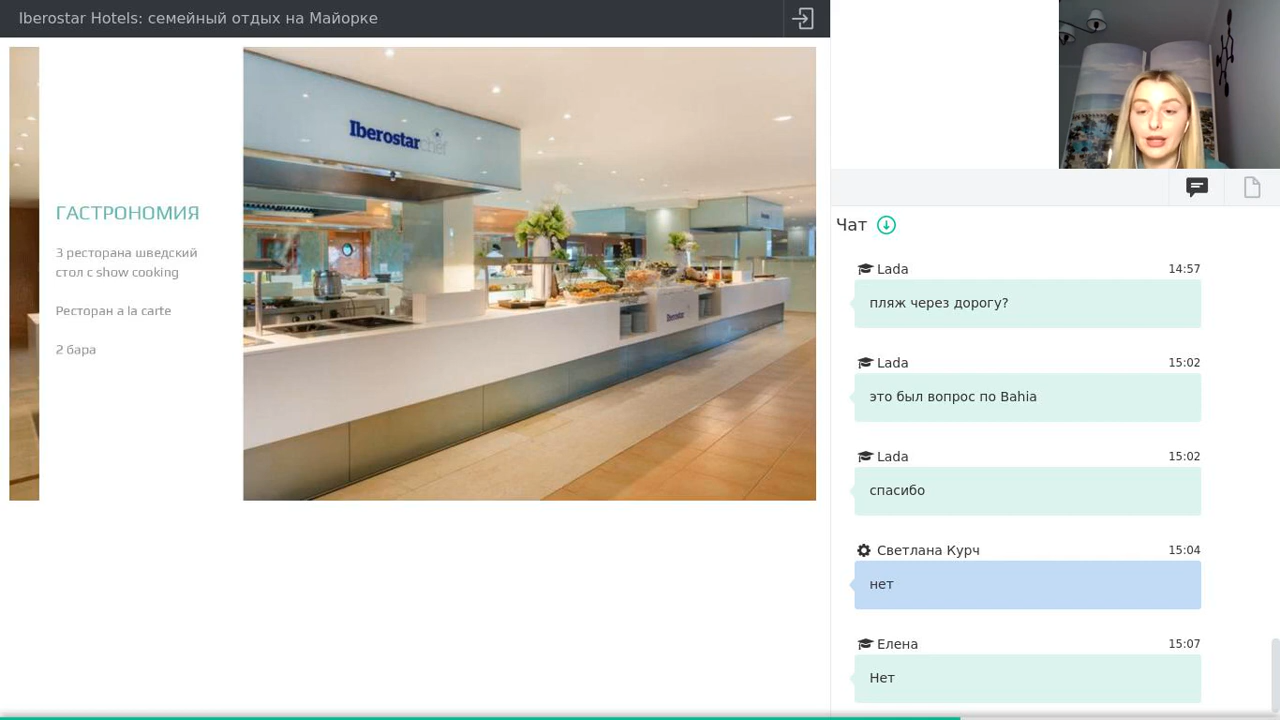 Iberostar Hotels: семейный отдых на Майорке
Iberostar chef
ГАСТРОНОМИЯ
3 ресторана шведский
стол с show cooking
Ресторан a la carte
2 бара
Iberostar
Чат
Lada 14:57
пляж через дорогу?
Lada 15:02
это был вопрос по Bahia
Lada 15:02
спасибо
Светлана Курч 15:04
нет
Елена 15:07
Нет